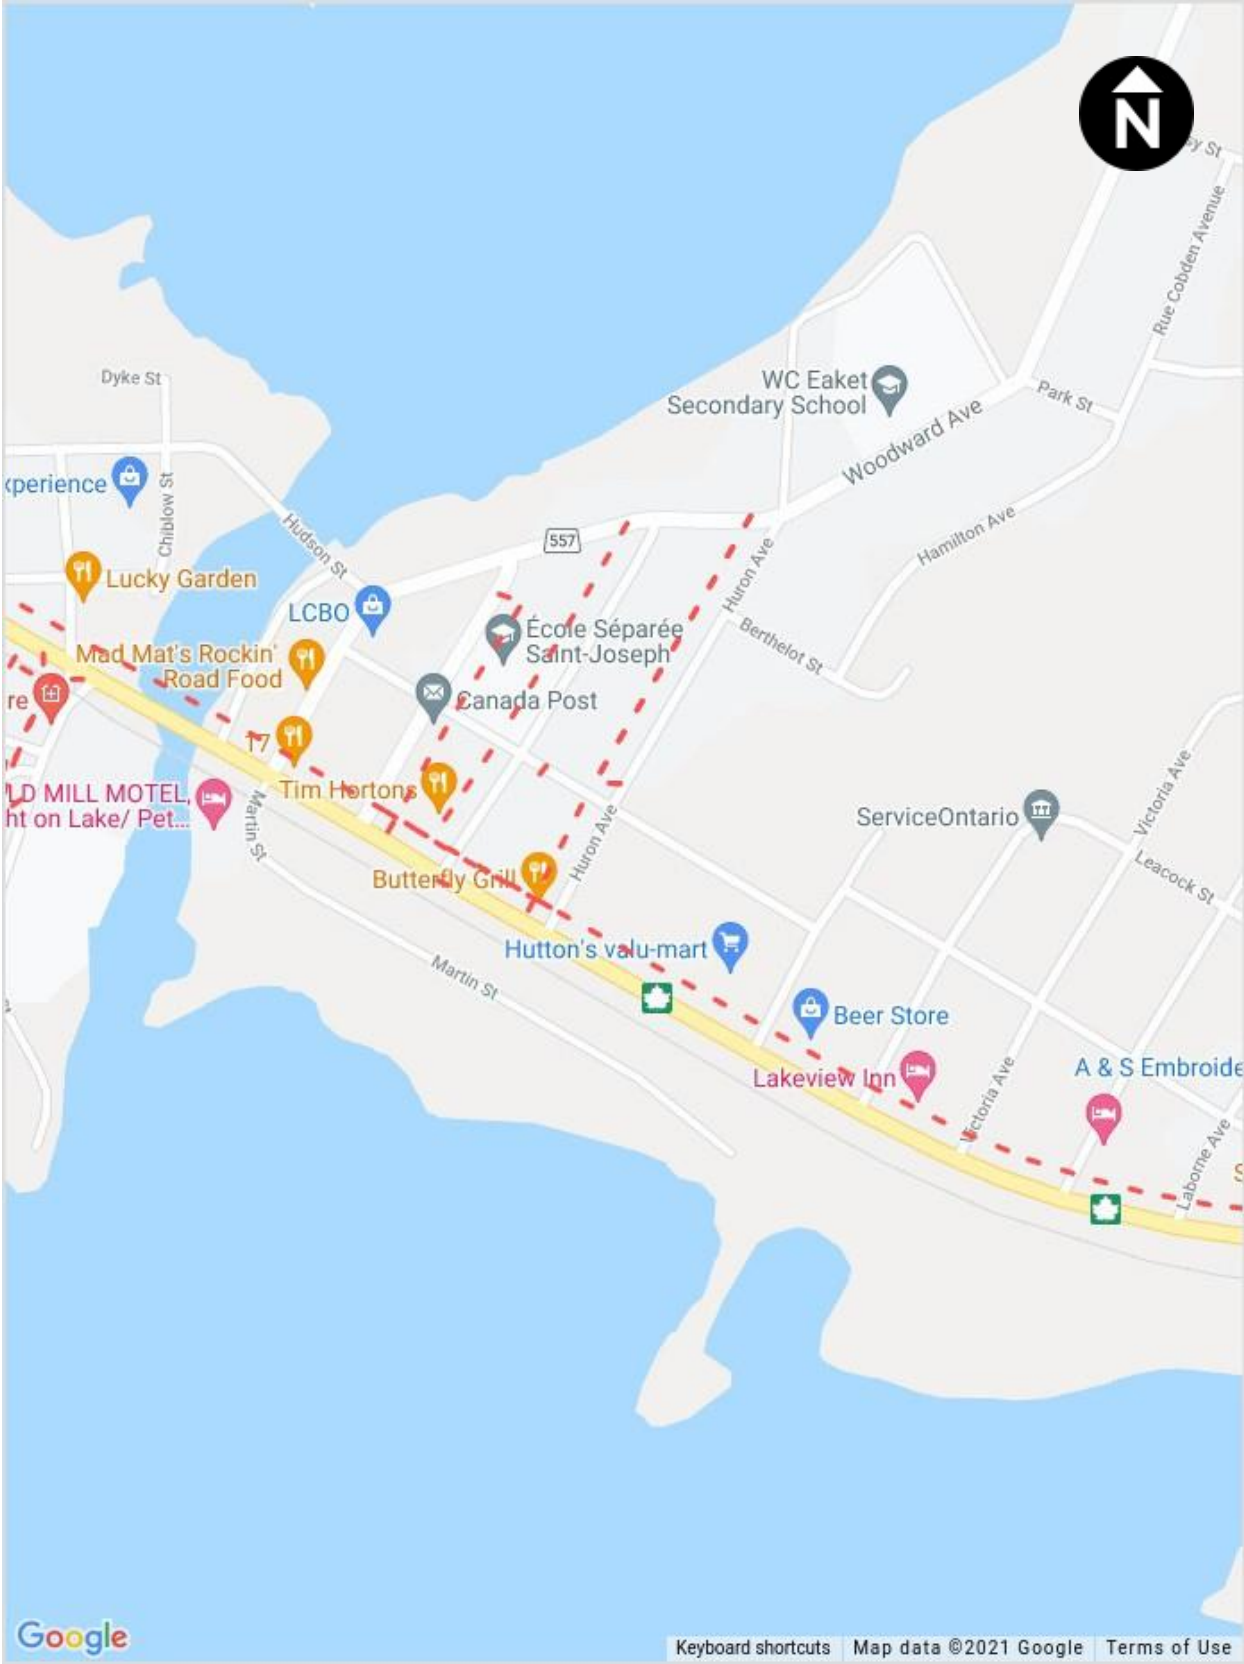 N
sy St
Rue Cobden Avenue
WC Eaket
Secondary School
Park St
Woodward Ave
Dyke St
xperience
Chiblow St
Hudson St
557
Hamilton Ave
Huron Ave
Lucky Garden
LCBO
École Séparée
Saint-Joseph
Berthelot St
Mad Mat's Rockin'
Road Food
re
Canada Post
17
Tim Hortons
LD MILL MOTEL,
ht on Lake/ Pet...
Martin St
Victoria Ave
ServiceOntario
Huron Ave
Leacock St
Butterfly Grill
Hutton's valu-mart
Martin St
Beer Store
Lakeview Inn
A & S Embroide
Victoria Ave
Laborne Ave
S
Google
Keyboard shortcuts
Map data ©2021 Google
Terms of Use